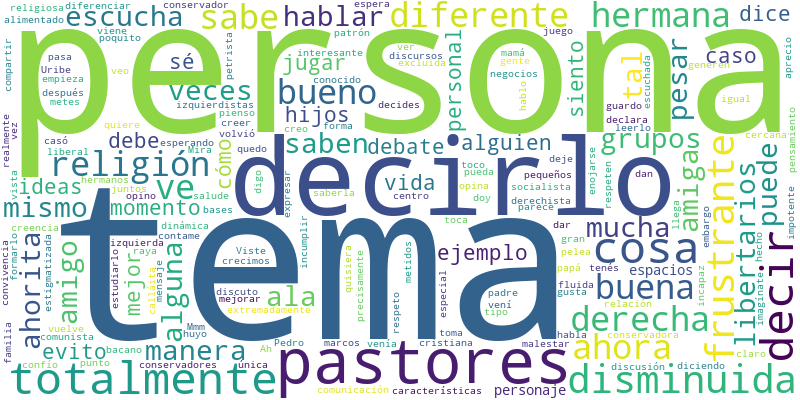 religiosa
diferenciar
conservador
espera
alimentado
viene
poquito
escucha
sabe
hablar
diferente
hermana
dice
patrón
juego
persona
compartir
pasa
Uribe
empieza
después
metes
veo
sé
petrista
interesante
ver
discursos
excluida
mamá
gente
negocios
hablo
personal
siento
tal
pesar
caso
generen
igual
aprecio
escuchada
jugar
conocido
bueno
veces
izquierdistas
pienso
creer
volvió
creo
forma
hijos
decides
guardo
declara
leerlo
realmente
vez
casó
liberal
debe
esperando
Mira
quedo
cómo
saben
debate
alguien
grupos
cercana
pensamiento
religión
decirlo
ideas
hermanos
juntos
ve
opino
salude
bases
digo
expresar
saberla
toco
pueda
opina
doy
deje
pequeños
socialista
derechista
parece
enojarse
respeten
amiga
dan
vida
centro
vista
mismo
momento
mucha
puede
libertarios
frustrante
creencia
formarlo
estigmatizada
dinámica
contame
incumplir
toca
dar
gran
pelea
papá
llega
embargo
hecho
impotente
decir
tema
convivencia
ahorita
izquierda
raya
estudiarlo
amigo
mejor
mensaje
callaita
alguna
Viste
crecimos
discuto
mejorar
extremadamente
ala
quisiera
precisamente
respeto
metidos
ejemplo
especial
padre
vení
tipo
tenés
espacios
fluida
gusta
cosa
buena
relacion
incapaz
imaginate
familia
vuelve
comunista
evito
bacano
manera
Mmm
huyo
Pedro
marcos
venia
toma
cristiana
habla
malestar
derecha
conservadora
ahora
claro
confío
punto
conservadores
única
Ah
totalmente
pastores
comunicación
características
personaje
discusión
diciendo
disminuida
quiere